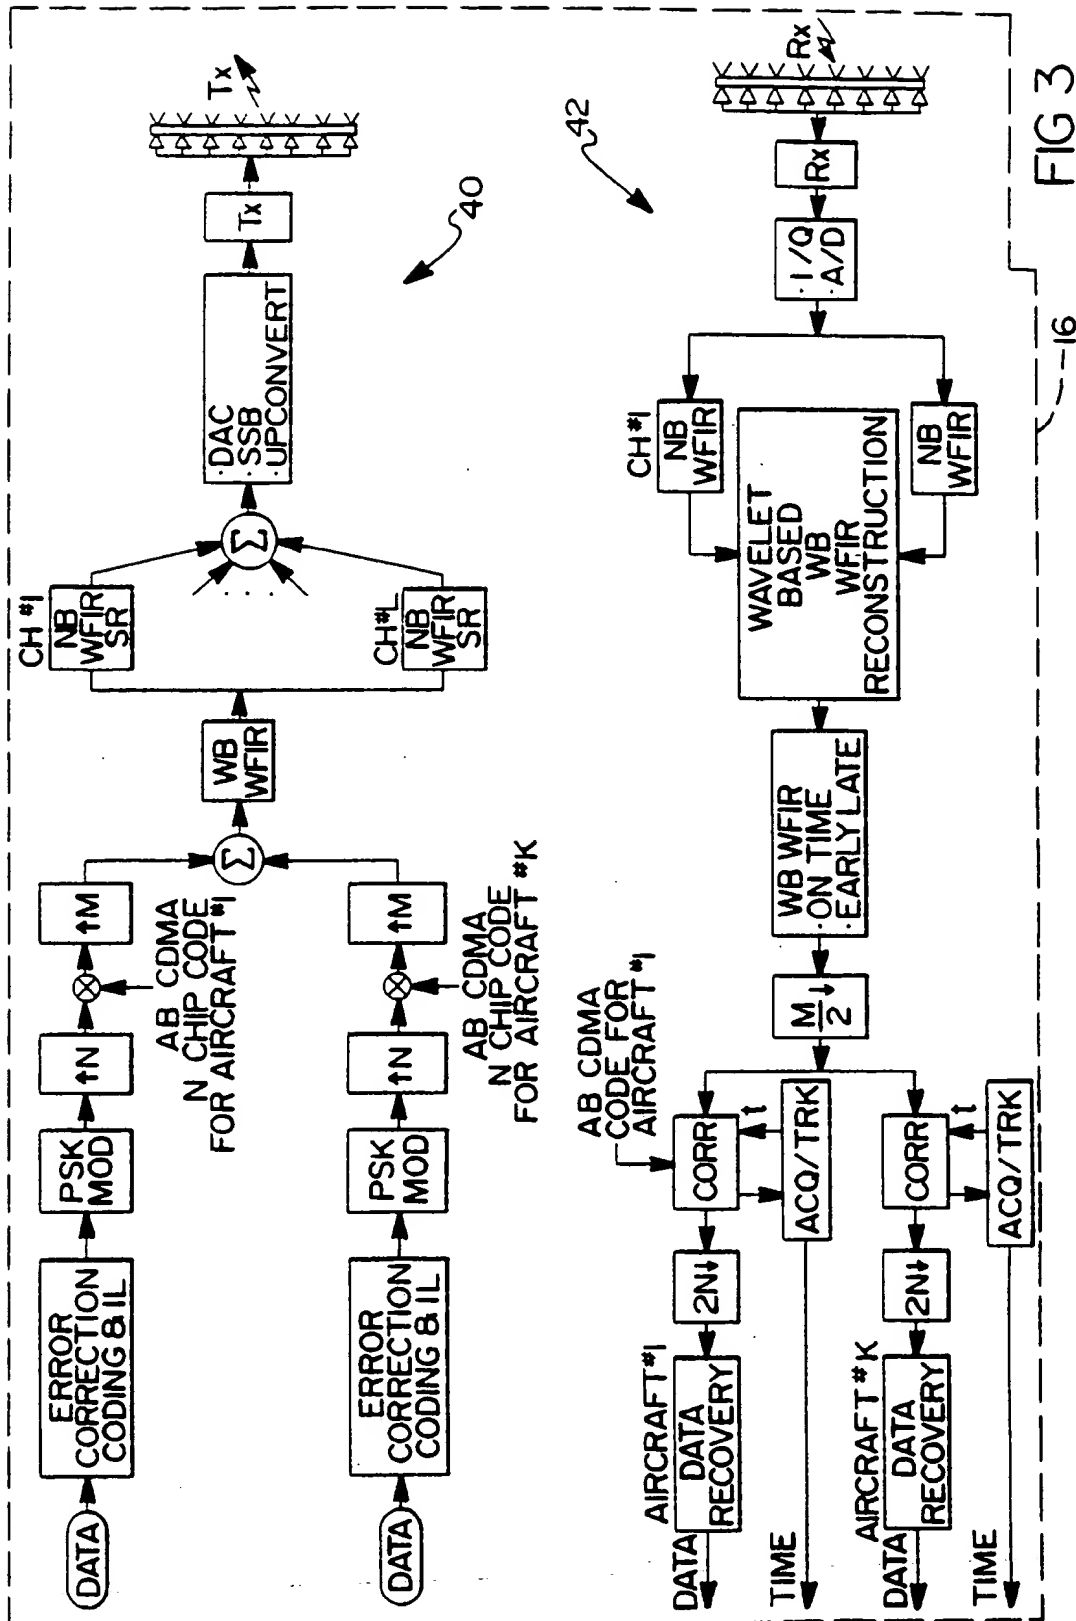 DATA
ERROR
CORRECTION
CODING & IL
PSK
MOD
↑N
AB CDMA
N CHIP CODE
FOR AIRCRAFT #1
↑M
DATA
ERROR
CORRECTION
CODING & IL
PSK
MOD
↑N
AB CDMA
N CHIP CODE
FOR AIRCRAFT #K
↑M
Σ
WB
WFIR
CH #1
NB
WFIR
SR
CH #L
NB
WFIR
SR
Σ
·DAC
·SSB
·UPCONVERT
Tx
Tx
40
42
Rx
Rx
·I/Q
·A/D
CH #1
NB
WFIR
NB
WFIR
WAVELET
BASED
WB
WFIR
RECONSTRUCTION
WB WFIR
·ON TIME
·EARLY LATE
M
2
↓
AB CDMA
CODE FOR
AIRCRAFT #1
CORR
t
ACQ/TRK
2N↓
AIRCRAFT #1
DATA
RECOVERY
DATA
TIME
CORR
t
ACQ/TRK
2N↓
AIRCRAFT #K
DATA
RECOVERY
DATA
TIME
16
FIG 3